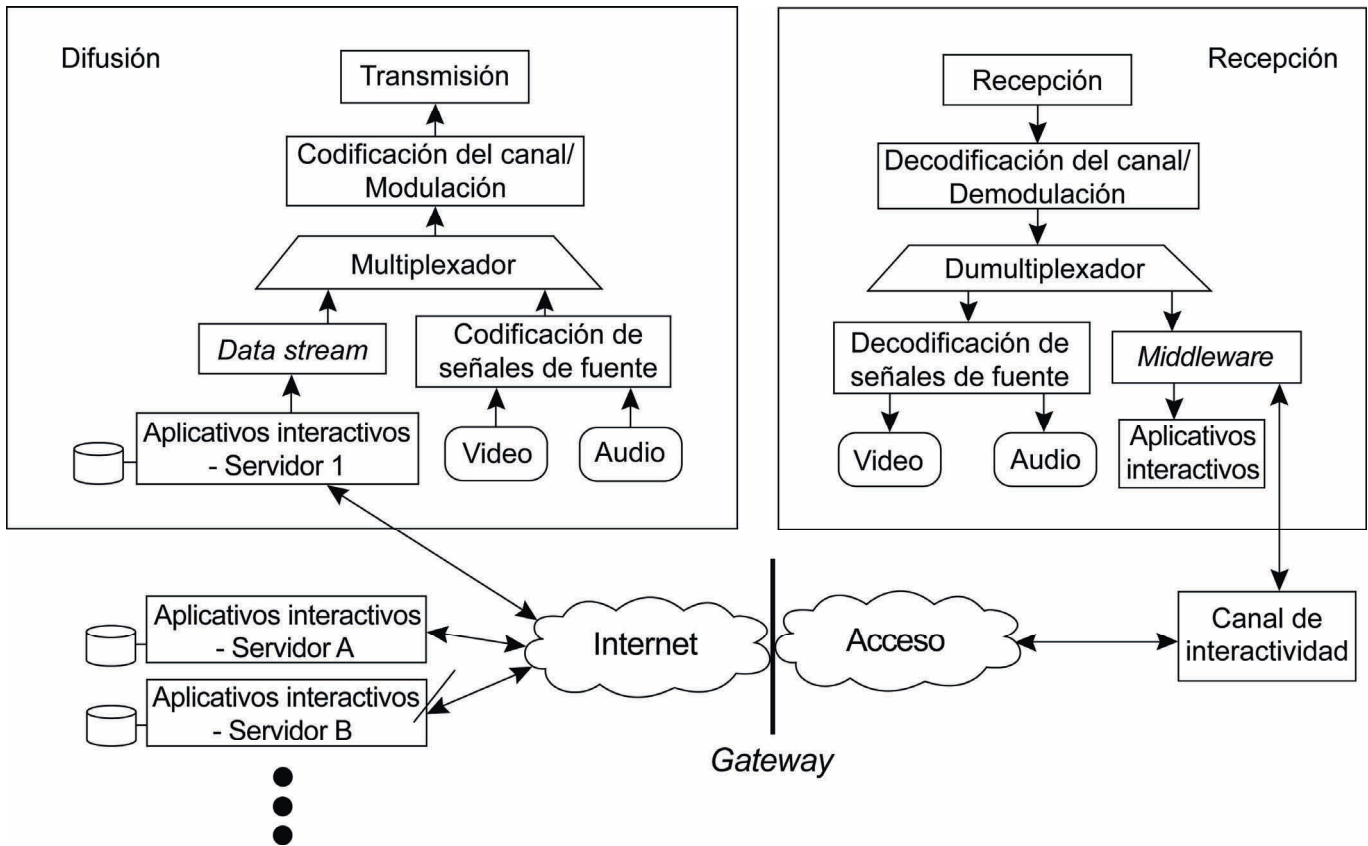 Difusión
Transmisión
Codificación del canal/
Modulación
Multiplexador
Data stream
Codificación de
señales de fuente
Aplicativos interactivos
- Servidor 1
Video
Audio
Recepción
Recepción
Decodificación del canal/
Demodulación
Dumultiplexador
Decodificación de
señales de fuente
Middleware
Video
Audio
Aplicativos
interactivos
Aplicativos interactivos
- Servidor A
Aplicativos interactivos
- Servidor B
Internet
Acceso
Gateway
Canal de
interactividad